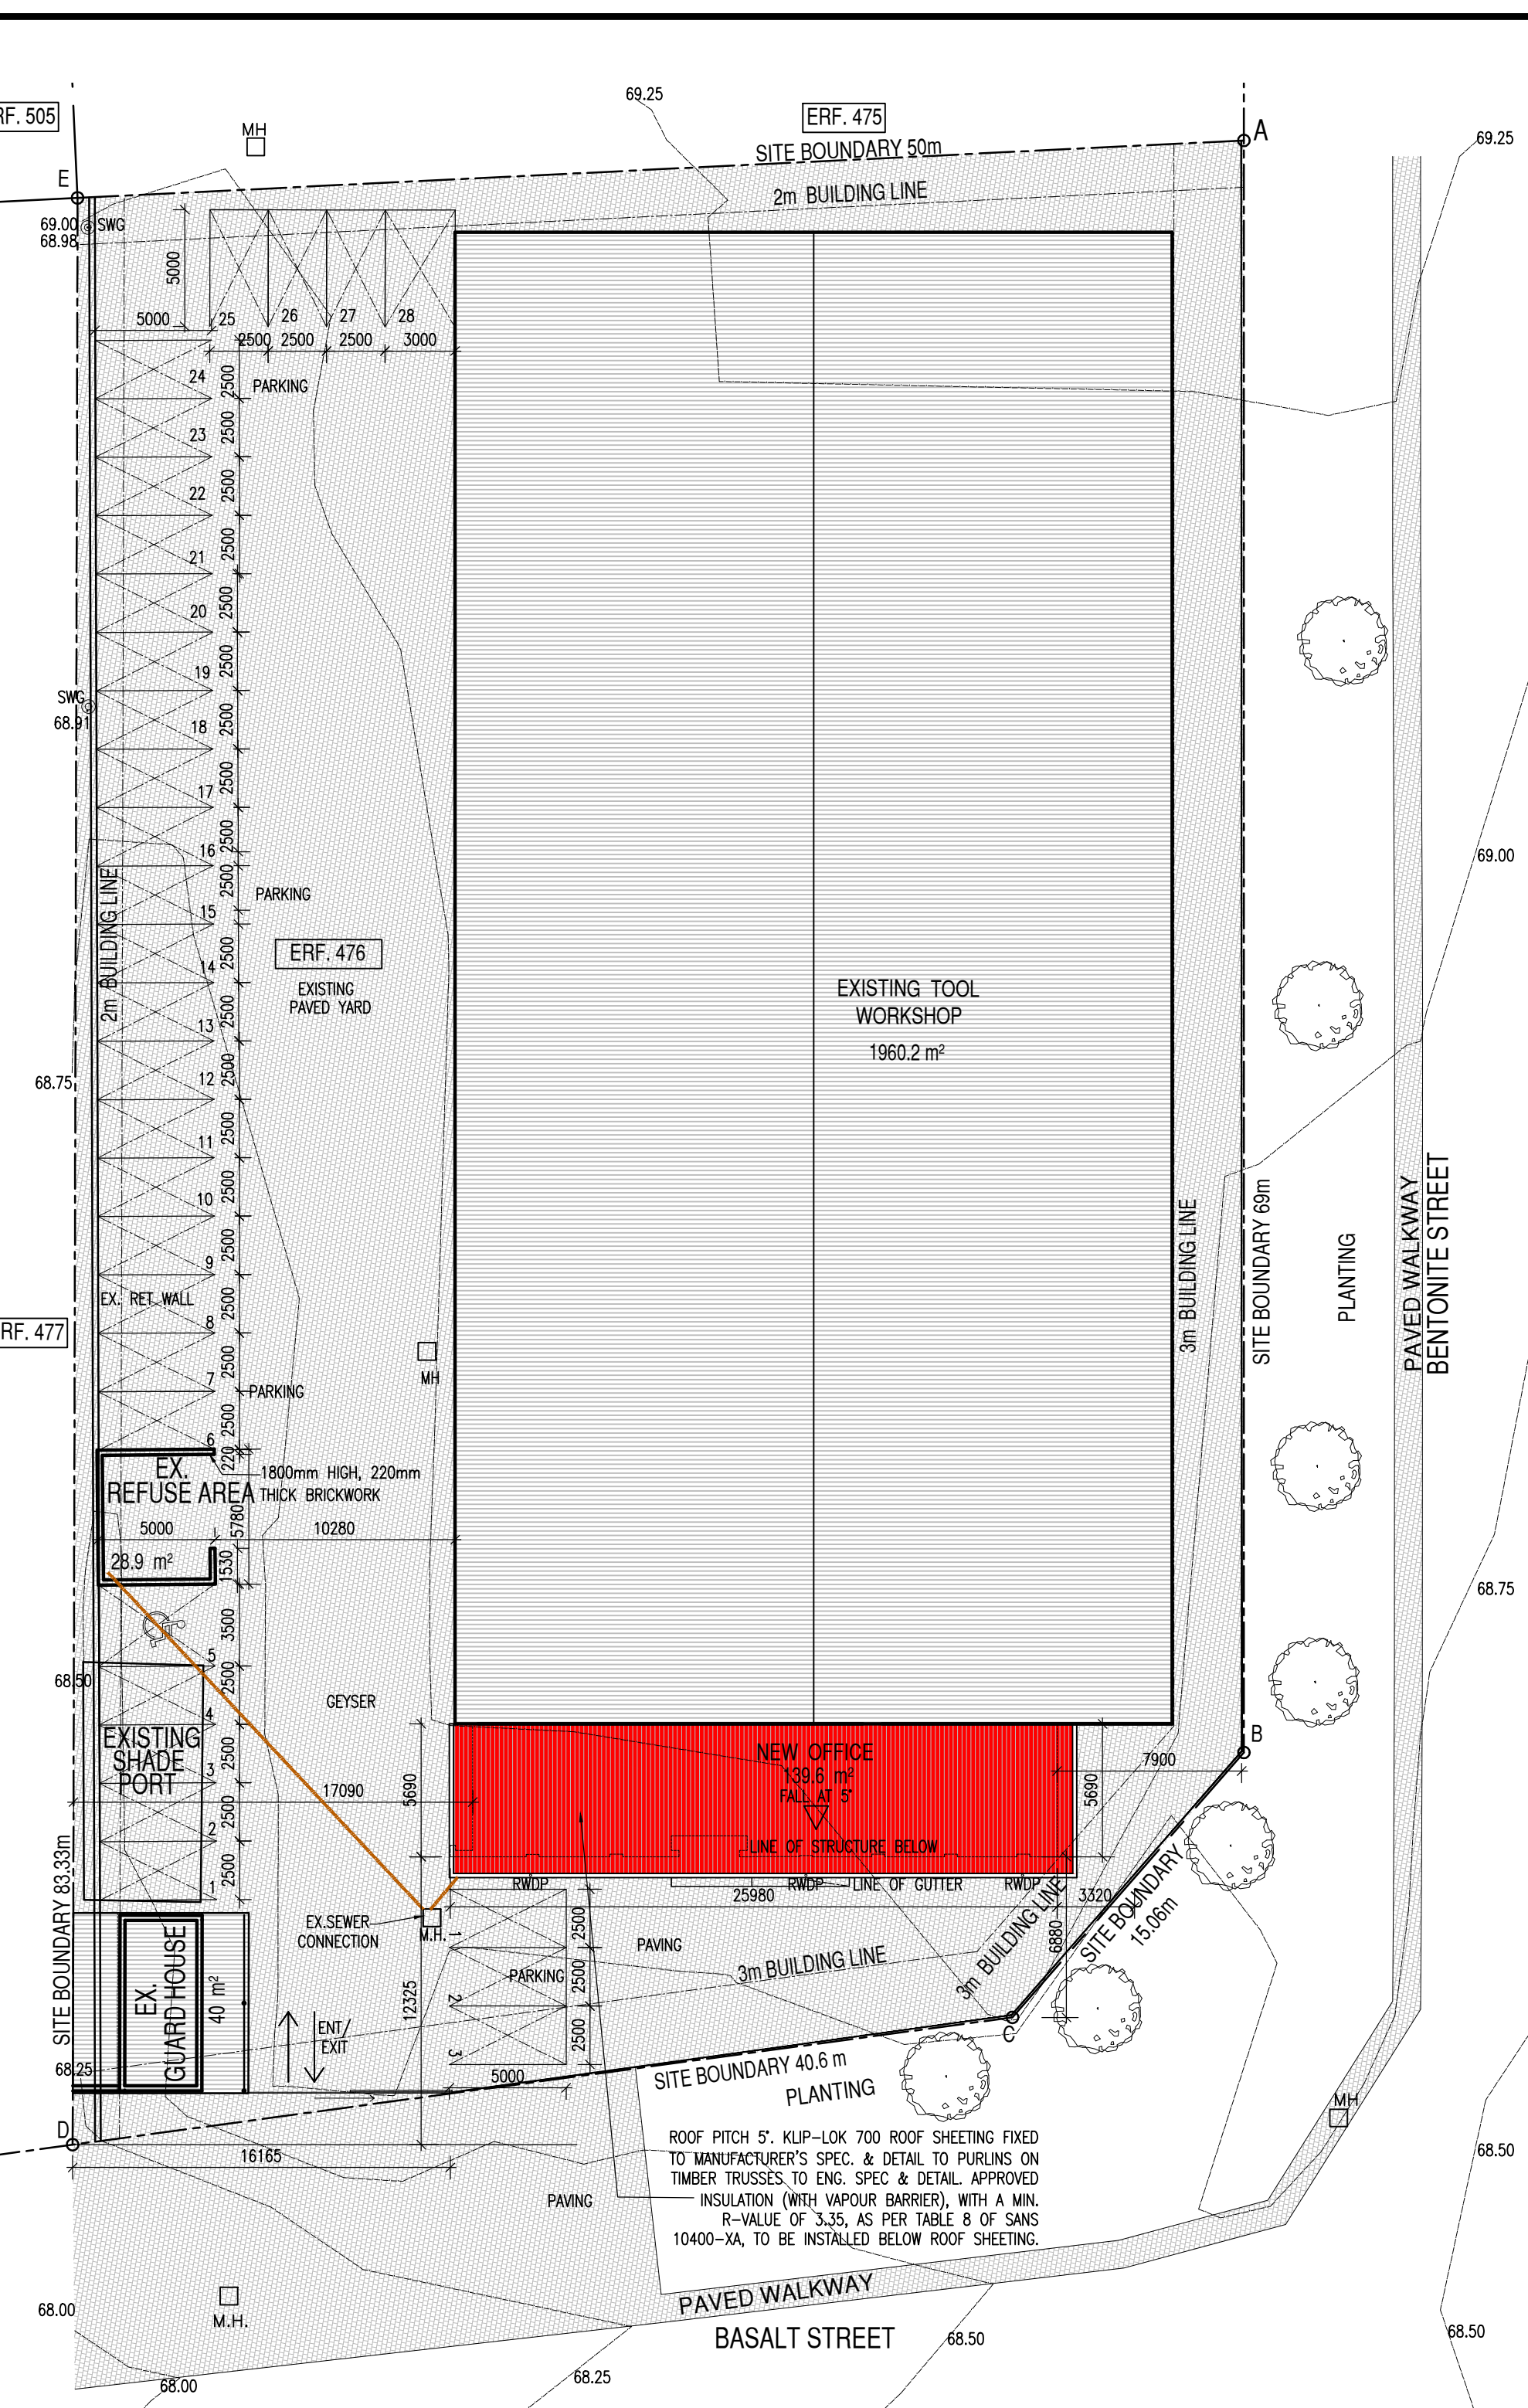 RF. 505
MH
69.25
ERF. 475
A
69.25
SITE BOUNDARY 50m
E
2m BUILDING LINE
69.00
SWG
68.98
5000
5000
25
26
27
28
2500
2500
2500
3000
24
2500
PARKING
23
2500
22
2500
21
2500
20
2500
19
2500
SWG
68.91
18
2500
17
2500
16
2500
69.00
2m BUILDING LINE
2500
PARKING
15
2500
ERF. 476
14
EXISTING
PAVED YARD
2500
13
EXISTING TOOL
WORKSHOP
1960.2 m²
68.75
2500
12
2500
11
2500
10
2500
9
EX. RET WALL
2500
8
RF. 477
2500
7
PARKING
MH
2500
6
3m BUILDING LINE
SITE BOUNDARY 69m
PLANTING
PAVED WALKWAY
BENTONITE STREET
220
EX.
REFUSE AREA
1800mm HIGH, 220mm
THICK BRICKWORK
5780
5000
10280
28.9 m²
1530
68.75
3500
5
68.50
2500
GEYSER
4
EXISTING
SHADE
PORT
2500
3
2500
2
2500
1
17090
5690
NEW OFFICE
139.6 m²
FALL AT 5°
LINE OF STRUCTURE BELOW
5690
7900
B
RWDP
RWDP
LINE OF GUTTER
RWDP
25980
3320
6880
SITE BOUNDARY 83.33m
EX.SEWER
CONNECTION
M.H.
1
2500
PAVING
PARKING
2500
2
2500
3
5000
3m BUILDING LINE
3m BUILDING LINE
SITE BOUNDARY
15.06m
EX.
GUARD HOUSE
40 m²
12325
ENT/
EXIT
C
68.25
SITE BOUNDARY 40.6 m
PLANTING
MH
D
16165
ROOF PITCH 5°. KLIP-LOK 700 ROOF SHEETING FIXED
TO MANUFACTURER'S SPEC. & DETAIL TO PURLINS ON
TIMBER TRUSSES TO ENG. SPEC & DETAIL. APPROVED
INSULATION (WITH VAPOUR BARRIER), WITH A MIN.
R-VALUE OF 3.35, AS PER TABLE 8 OF SANS
10400-XA, TO BE INSTALLED BELOW ROOF SHEETING.
68.50
PAVING
PAVED WALKWAY
BASALT STREET
68.00
M.H.
68.50
68.50
68.25
68.00